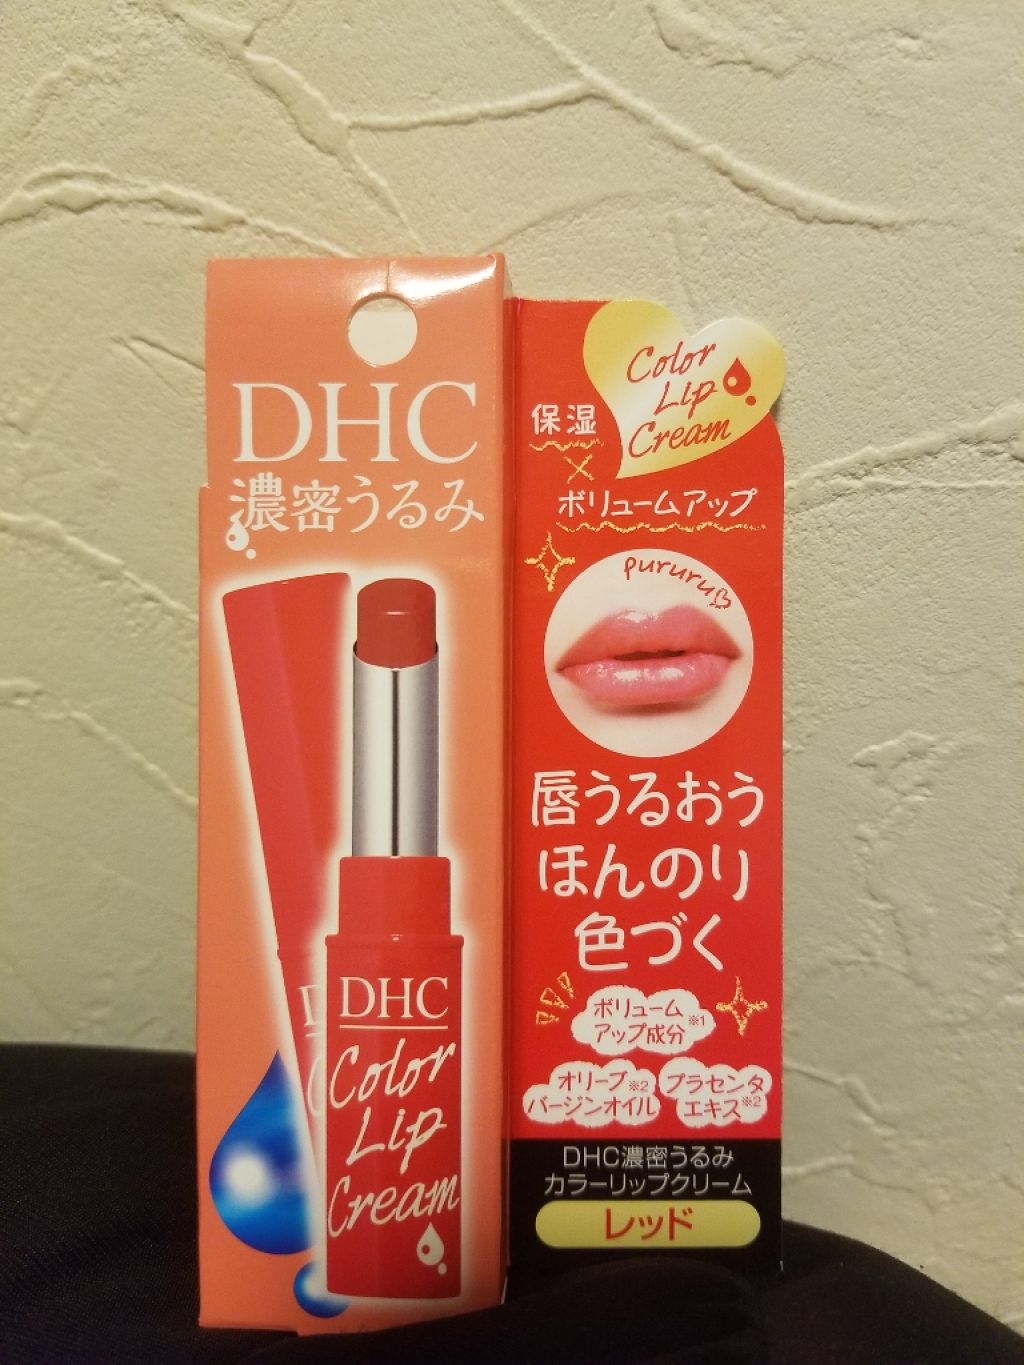 DHC
濃密うるみ
DHC
Color
Lip
Cream
Color
Lip
Cream
保湿
×
ボリュームアップ
pururu
唇うるおう
ほんのり
色づく
ボリューム
アップ成分※1
オリーブ※2
バージンオイル
プラセンタ
エキス※2
DHC濃密うるみ
カラーリップクリーム
レッド